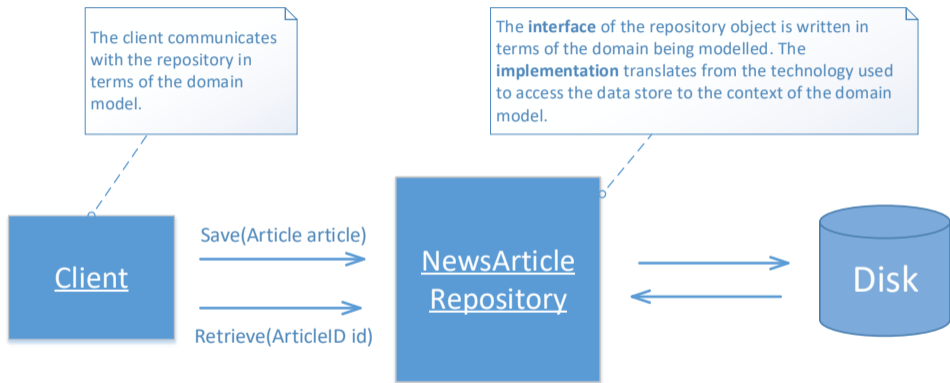 The client communicates
with the repository in
terms of the domain
model.
The interface of the repository object is written in
terms of the domain being modelled. The
implementation translates from the technology used
to access the data store to the context of the domain
model.
Client
Save(Article article)
Retrieve(ArticleID id)
NewsArticle
Repository
Disk